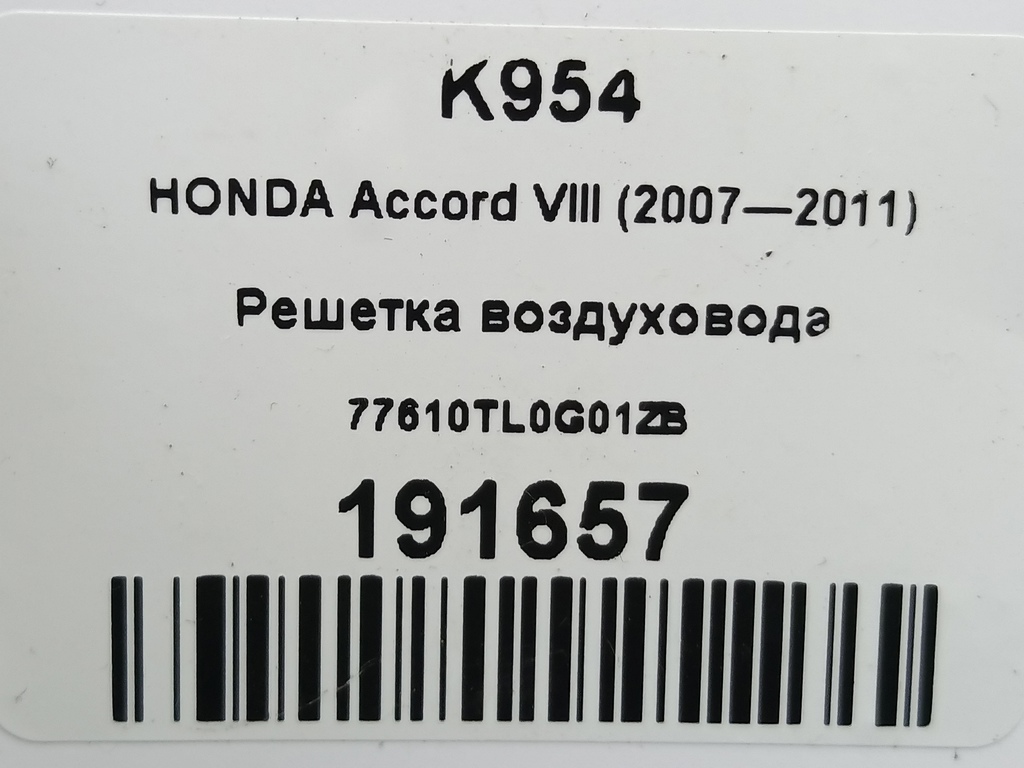 K954
HONDA Accord VIII (2007—2011)
Решетка воздуховода
77610TL0G01ZB
191657